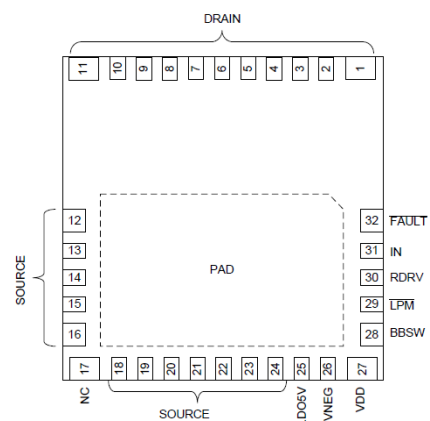 DRAIN
11 10 9 8 7 6 5 4 3 2 1
12 32 FAULT
13 31 IN
SOURCE
14 PAD 30 RDRV
15 29 LPM
16 28 BBSW
17 18 19 20 21 22 23 24 25 26 27
NC SOURCE VNEG VDD